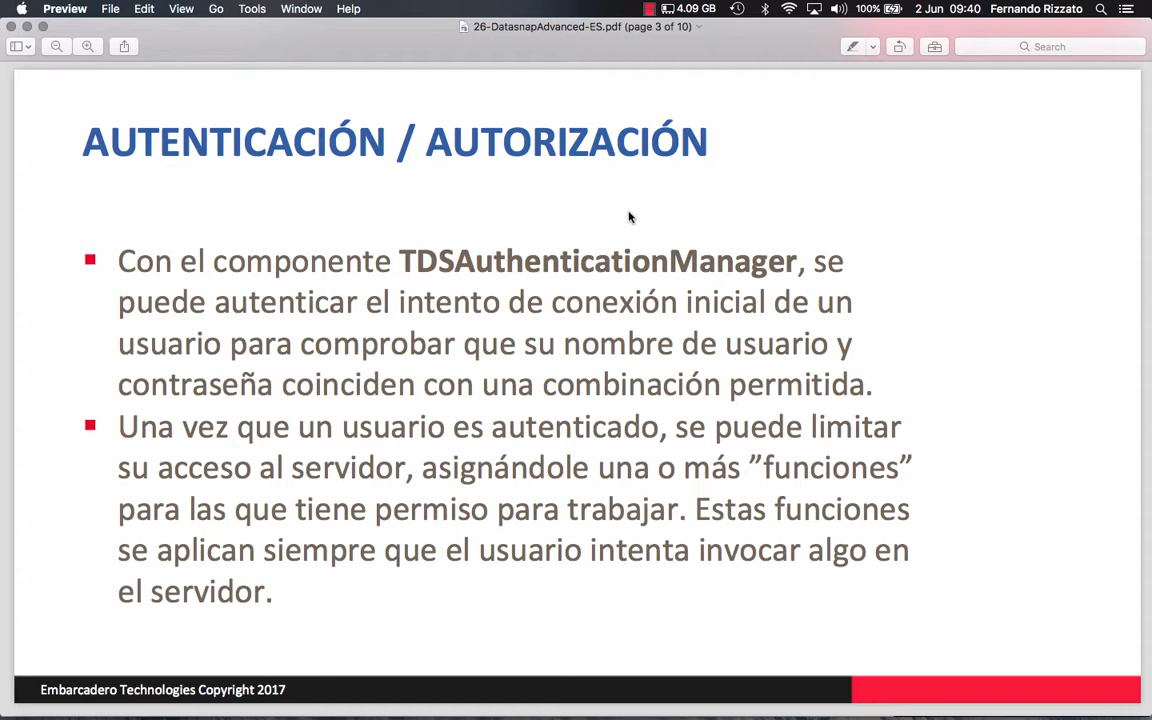 Preview File Edit View Go Tools Window Help 4.09 GB 100% 2 Jun 09:40 Fernando Rizzato
26-DatasnapAdvanced-ES.pdf (page 3 of 10)
Search
AUTENTICACIÓN / AUTORIZACIÓN
Con el componente TDSAuthenticationManager, se
puede autenticar el intento de conexión inicial de un
usuario para comprobar que su nombre de usuario y
contraseña coinciden con una combinación permitida.
Una vez que un usuario es autenticado, se puede limitar
su acceso al servidor, asignándole una o más ”funciones”
para las que tiene permiso para trabajar. Estas funciones
se aplican siempre que el usuario intenta invocar algo en
el servidor.
Embarcadero Technologies Copyright 2017